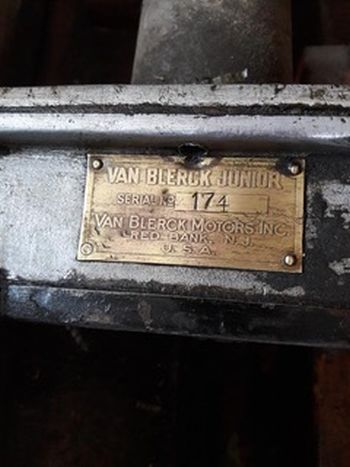 VAN BLERCK JUNIOR
SERIAL No 174
VAN BLERCK MOTORS INC.
RED-BANK, N.J.
U.S.A.